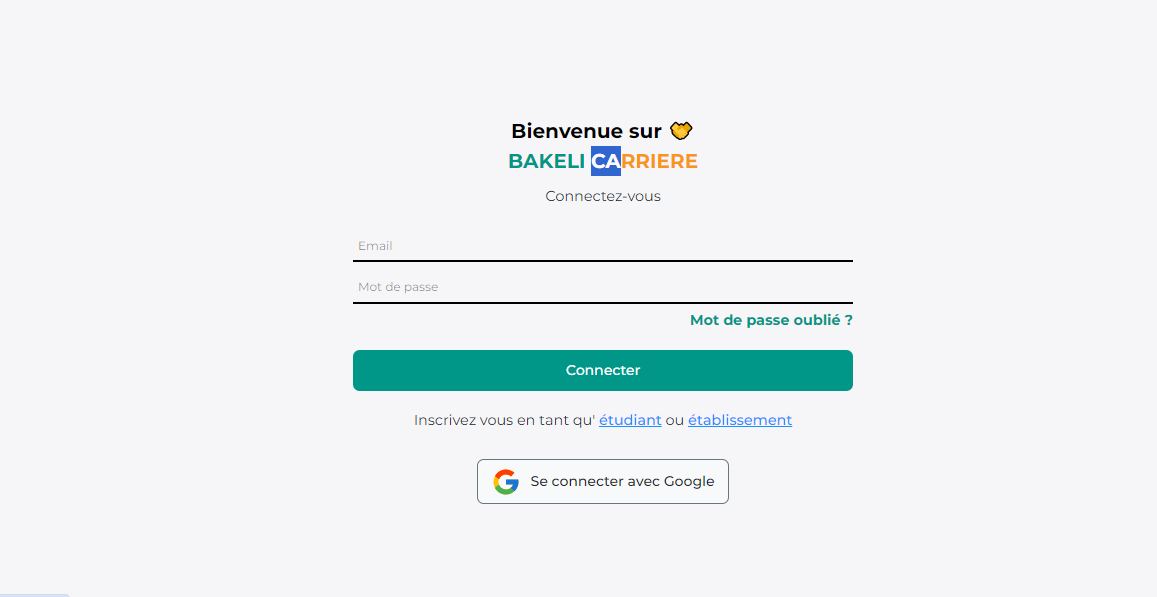 Bienvenue sur
BAKELI CARRIERE
Connectez-vous
Email
Mot de passe
Mot de passe oublié ?
Connecter
Inscrivez vous en tant qu' étudiant ou établissement
Se connecter avec Google